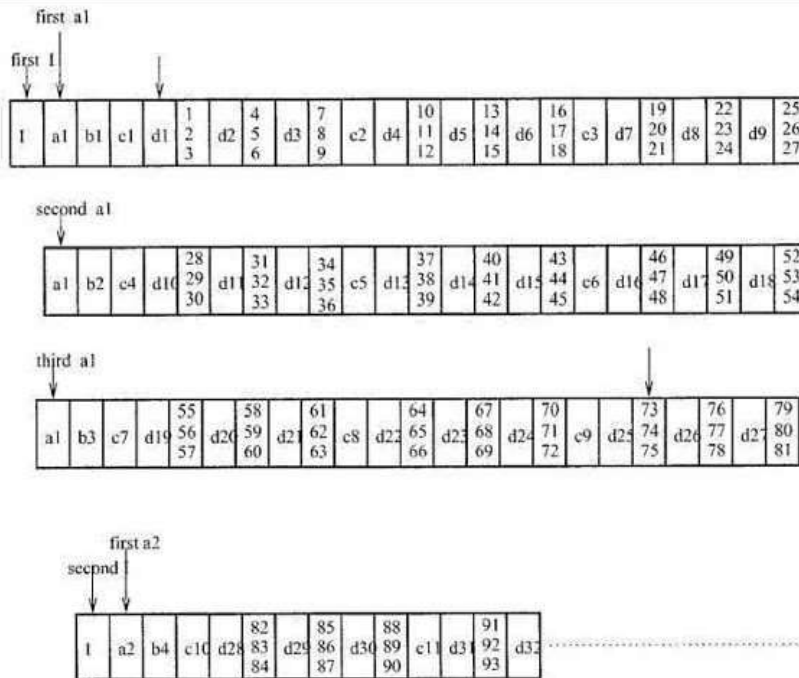 first a1
first I
1 4 7 10 13 16 19 22 25
I a1 b1 c1 d1 2 d2 5 d3 8 c2 d4 11 d5 14 d6 17 c3 d7 20 d8 23 d9 26
3 6 9 12 15 18 21 24 27
second a1
28 31 34 37 40 43 46 49 52
a1 b2 c4 d10 29 d11 32 d12 35 c5 d13 38 d14 41 d15 44 c6 d16 47 d17 50 d18 53
30 33 36 39 42 45 48 51 54
third a1
55 58 61 64 67 70 73 76 79
a1 b3 c7 d19 56 d20 59 d21 62 c8 d22 65 d23 68 d24 71 c9 d25 74 d26 77 d27 80
57 60 63 66 69 72 75 78 81
first a2
second
82 85 88 91
I a2 b4 c10 d28 83 d29 86 d30 89 c11 d31 92 d32
84 87 90 93